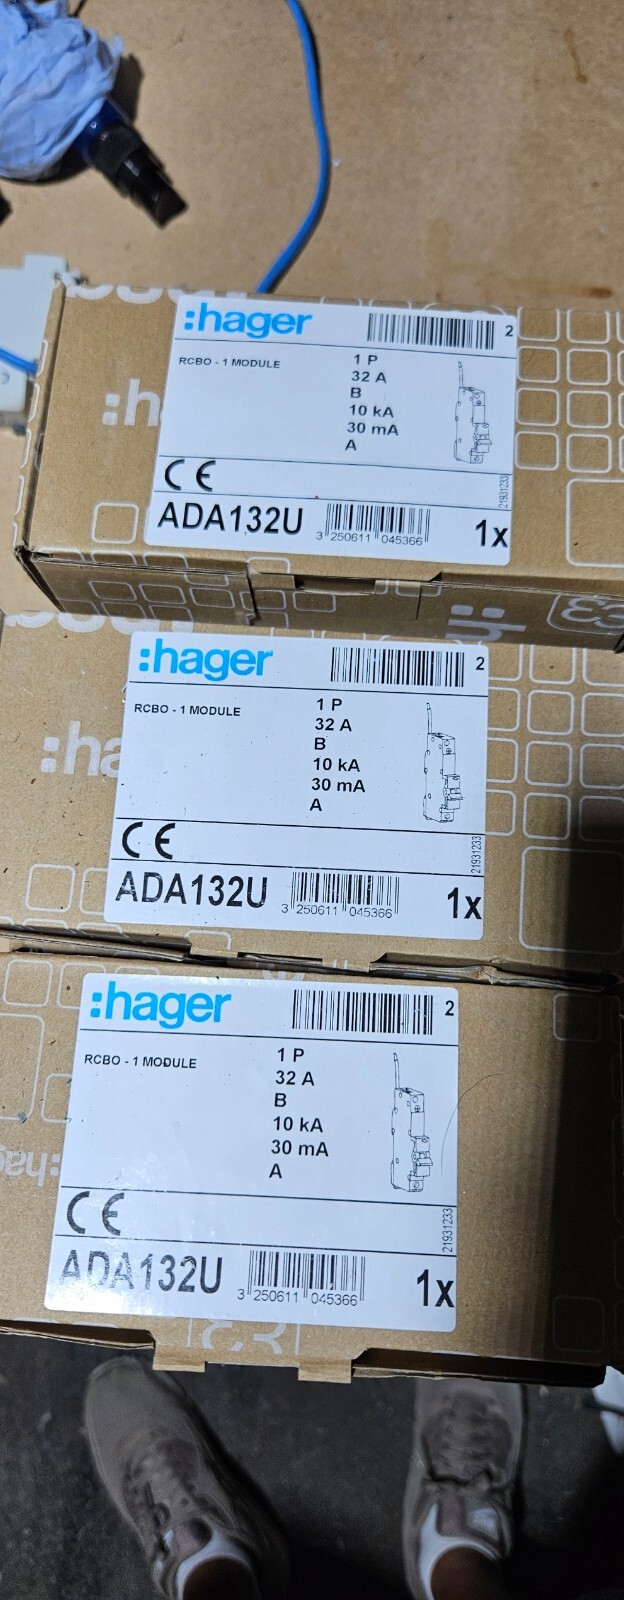 :hager
2
RCBO - 1 MODULE
1 P
32 A
B
10 kA
30 mA
A
CE
21931233
ADA132U
3 250611 045366
1x
:h
:hager
2
RCBO - 1 MODULE
1 P
32 A
B
10 kA
30 mA
A
CE
21931233
ADA132U
3 250611 045366
1x
:ha
:hager
2
RCBO - 1 MODULE
1 P
32 A
B
10 kA
30 mA
A
CE
21931233
ADA132U
3 250611 045366
1x
:hag